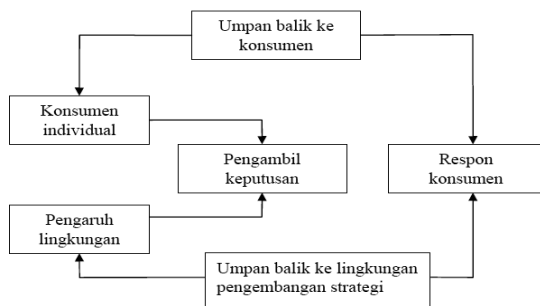 Umpan balik ke
konsumen
Konsumen
individual
Pengambil
keputusan
Respon
konsumen
Pengaruh
lingkungan
Umpan balik ke lingkungan
pengembangan strategi